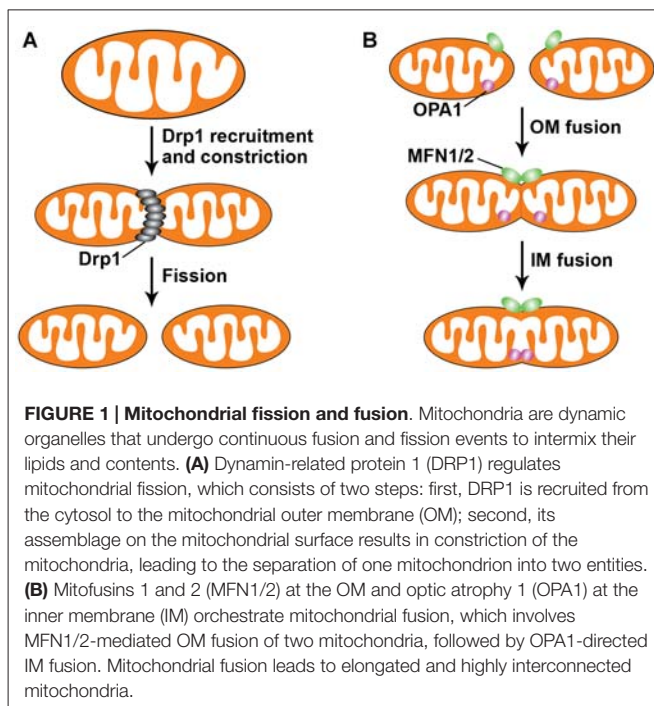 A
B
OPA1
Drp1 recruitment
and constriction
OM fusion
MFN1/2
Drp1
Fission
IM fusion
FIGURE 1 | Mitochondrial fission and fusion. Mitochondria are dynamic
organelles that undergo continuous fusion and fission events to intermix their
lipids and contents. (A) Dynamin-related protein 1 (DRP1) regulates
mitochondrial fission, which consists of two steps: first, DRP1 is recruited from
the cytosol to the mitochondrial outer membrane (OM); second, its
assemblage on the mitochondrial surface results in constriction of the
mitochondria, leading to the separation of one mitochondrion into two entities.
(B) Mitofusins 1 and 2 (MFN1/2) at the OM and optic atrophy 1 (OPA1) at the
inner membrane (IM) orchestrate mitochondrial fusion, which involves
MFN1/2-mediated OM fusion of two mitochondria, followed by OPA1-directed
IM fusion. Mitochondrial fusion leads to elongated and highly interconnected
mitochondria.